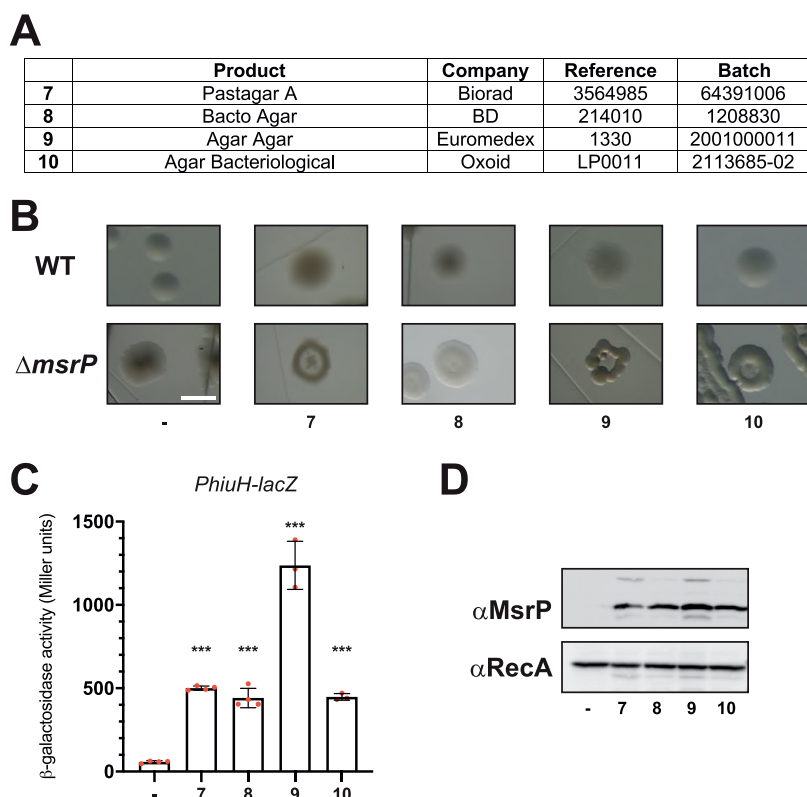 A
Product Company Reference Batch
7 Pastagar A Biorad 3564985 64391006
8 Bacto Agar BD 214010 1208830
9 Agar Agar Euromedex 1330 2001000011
10 Agar Bacteriological Oxoid LP0011 2113685-02
B
WT
ΔmsrP
- 7 8 9 10
C
PhiuH-lacZ
β-galactosidase activity (Miller units)
1500
1000
500
0
***
*** *** ***
- 7 8 9 10
D
αMsrP
αRecA
- 7 8 9 10